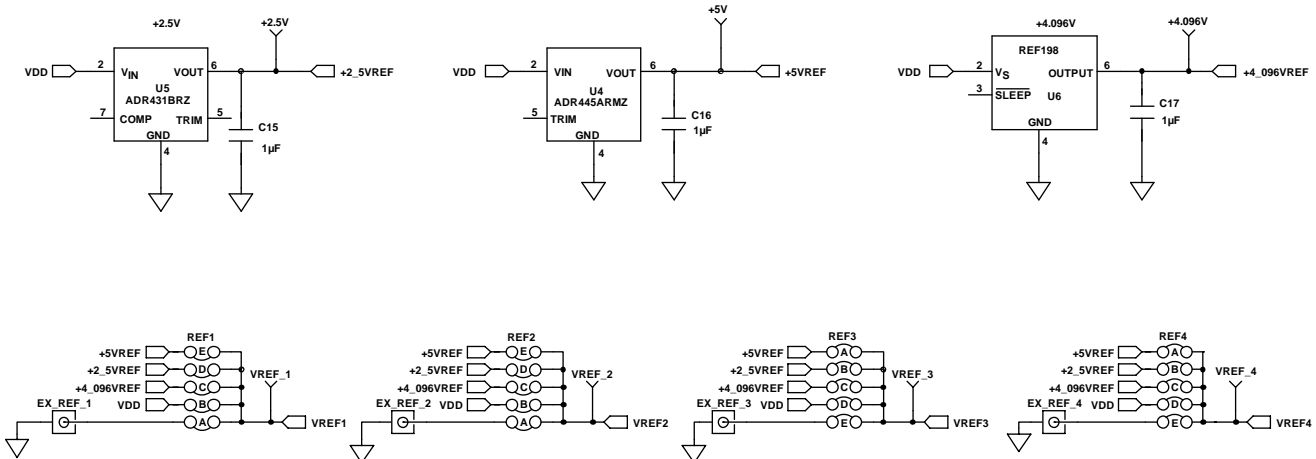 +2.5V
+2.5V
VDD
2
VIN
VOUT
6
+2_5VREF
U5
ADR431BRZ
7
COMP
TRIM
5
GND
4
C15
1µF
+5V
VDD
2
VIN
VOUT
6
+5VREF
U4
ADR445ARMZ
5
TRIM
GND
4
C16
1µF
+4.096V
+4.096V
REF198
VDD
2
VS
OUTPUT
6
+4_096VREF
3
SLEEP
U6
GND
4
C17
1µF
REF1
+5VREF
E
+2_5VREF
D
VREF_1
+4_096VREF
C
EX_REF_1
VDD
B
A
VREF1
REF2
+5VREF
E
+2_5VREF
D
VREF_2
+4_096VREF
C
EX_REF_2
VDD
B
A
VREF2
REF3
+5VREF
A
+2_5VREF
B
VREF_3
+4_096VREF
C
EX_REF_3
VDD
D
E
VREF3
REF4
+5VREF
A
+2_5VREF
B
VREF_4
+4_096VREF
C
EX_REF_4
VDD
D
E
VREF4